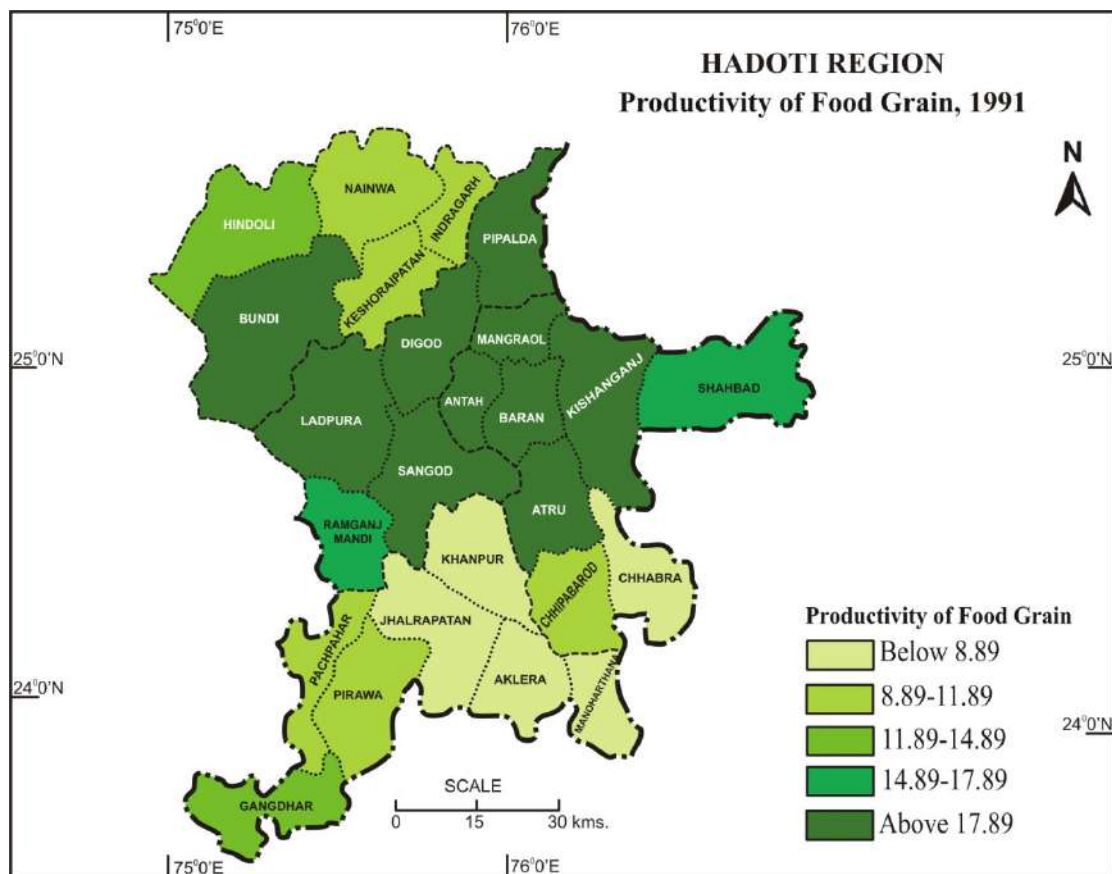 75°0'E
76°0'E
HADOTI REGION
Productivity of Food Grain, 1991
N
NAINWA
INDRAGARH
HINDOLI
PIPALDA
KESHORAIPATAN
BUNDI
DIGOD
MANGRAOL
25°0'N
25°0'N
KISHANGANJ
SHAHBAD
ANTAH
LADPURA
BARAN
SANGOD
ATRU
RAMGANJ
MANDI
KHANPUR
CHHABRA
CHHIPABAROD
JHALRAPATAN
PACHPAHAR
Productivity of Food Grain
Below 8.89
AKLERA
24°0'N
PIRAWA
MANOHARTHANA
8.89-11.89
24°0'N
11.89-14.89
14.89-17.89
SCALE
GANGDHAR
0 15 30 kms.
Above 17.89
75°0'E
76°0'E